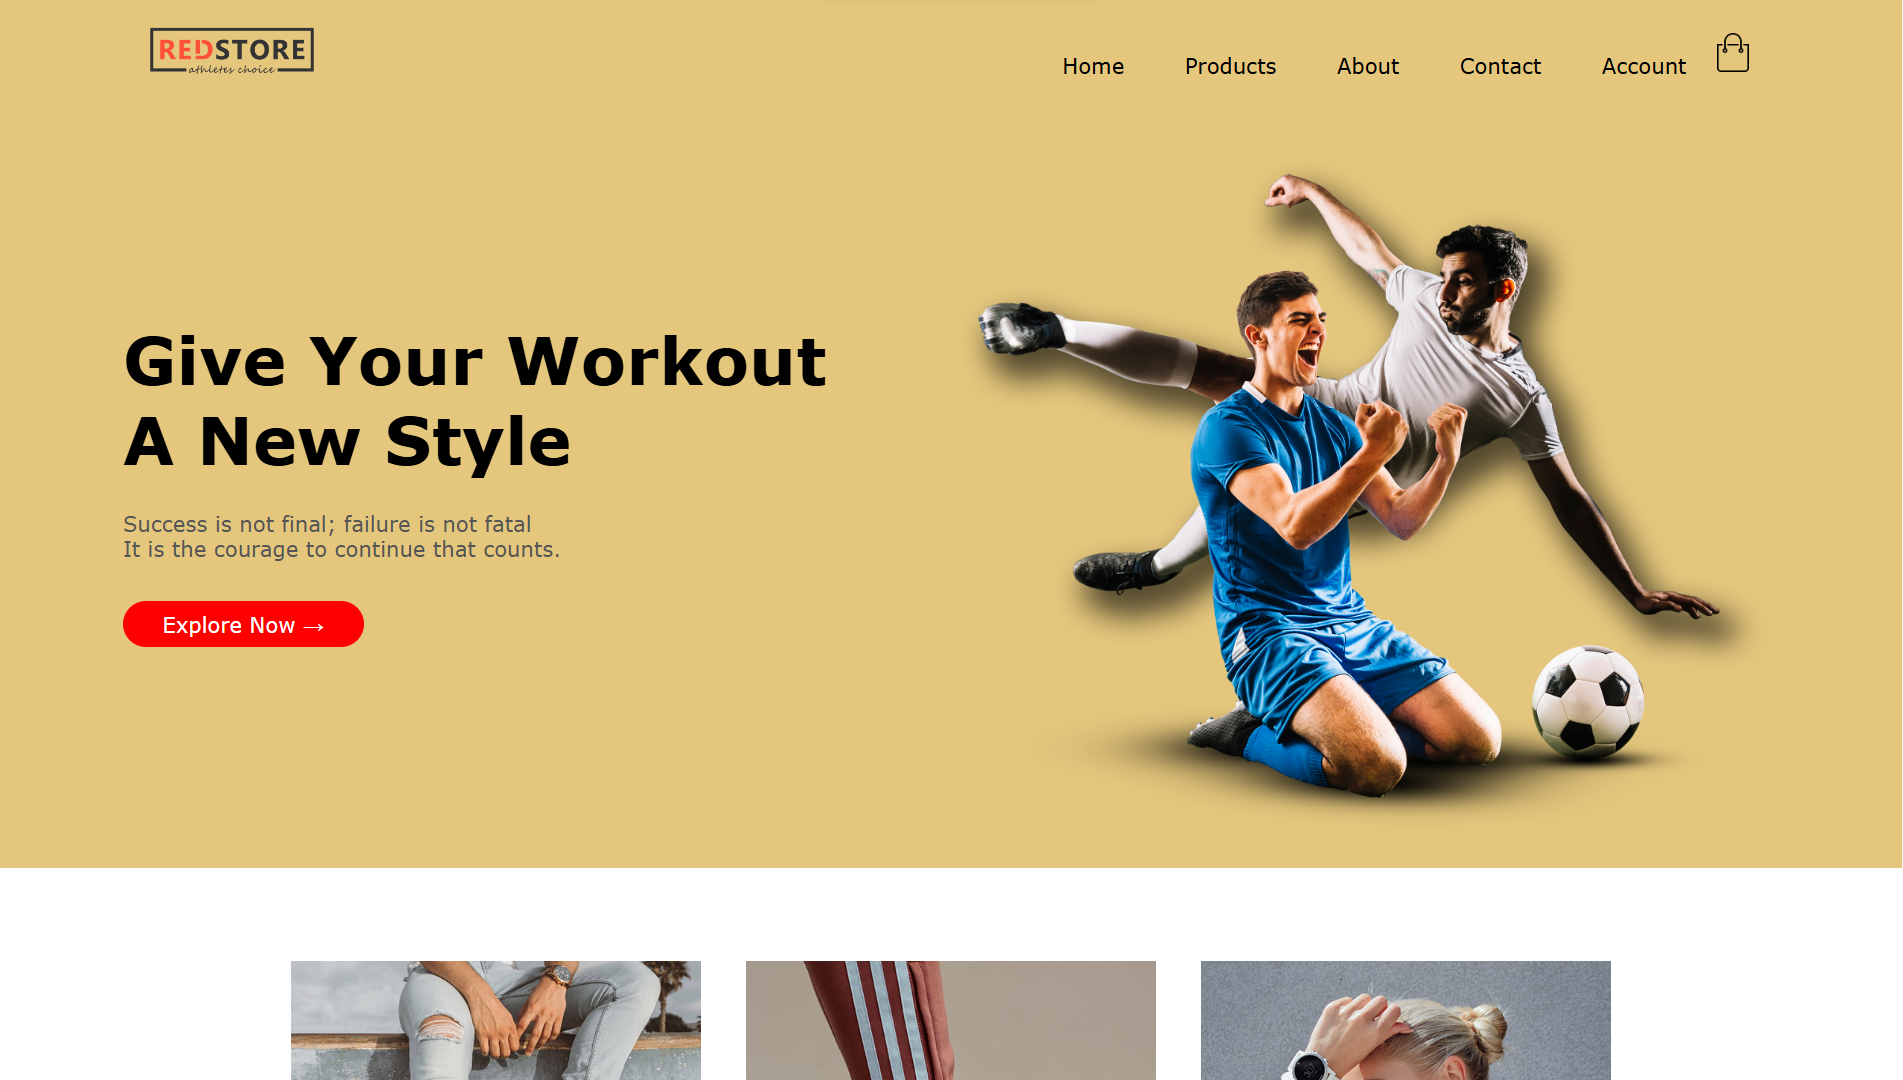 REDSTORE
athletes choice
Home
Products
About
Contact
Account
Give Your Workout
A New Style
Success is not final; failure is not fatal
It is the courage to continue that counts.
Explore Now →